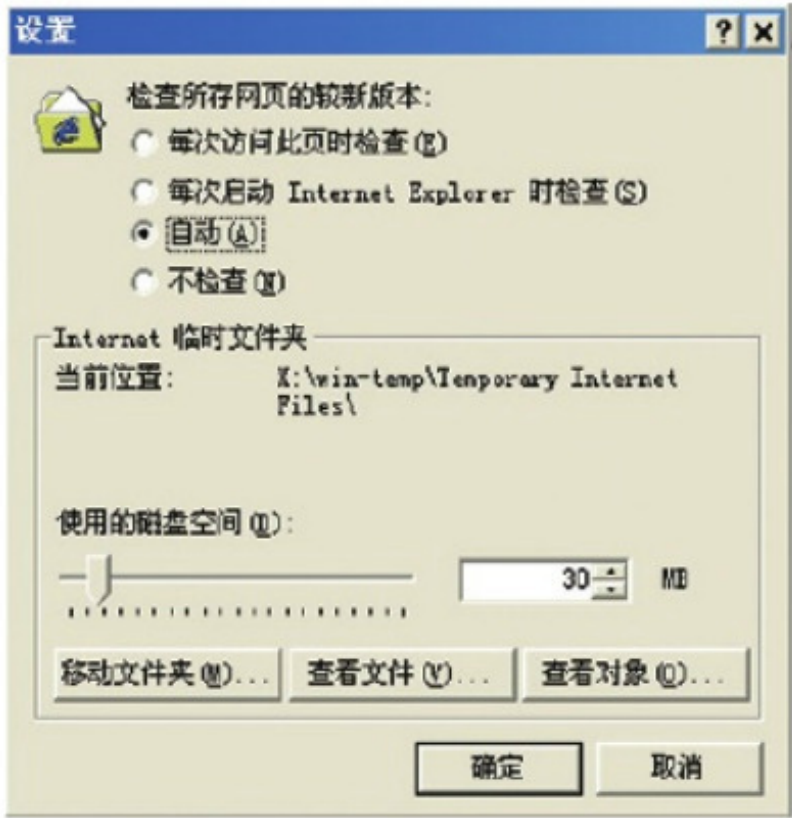 设置
检查所存网页的较新版本:
每次访问此页时检查(E)
每次启动 Internet Explorer 时检查(S)
自动(A)
不检查(N)
Internet 临时文件夹
当前位置: X:\win-temp\Temporary Internet
Files\
使用的磁盘空间(D):
30 MB
移动文件夹(M)... 查看文件(V)... 查看对象(O)...
确定 取消